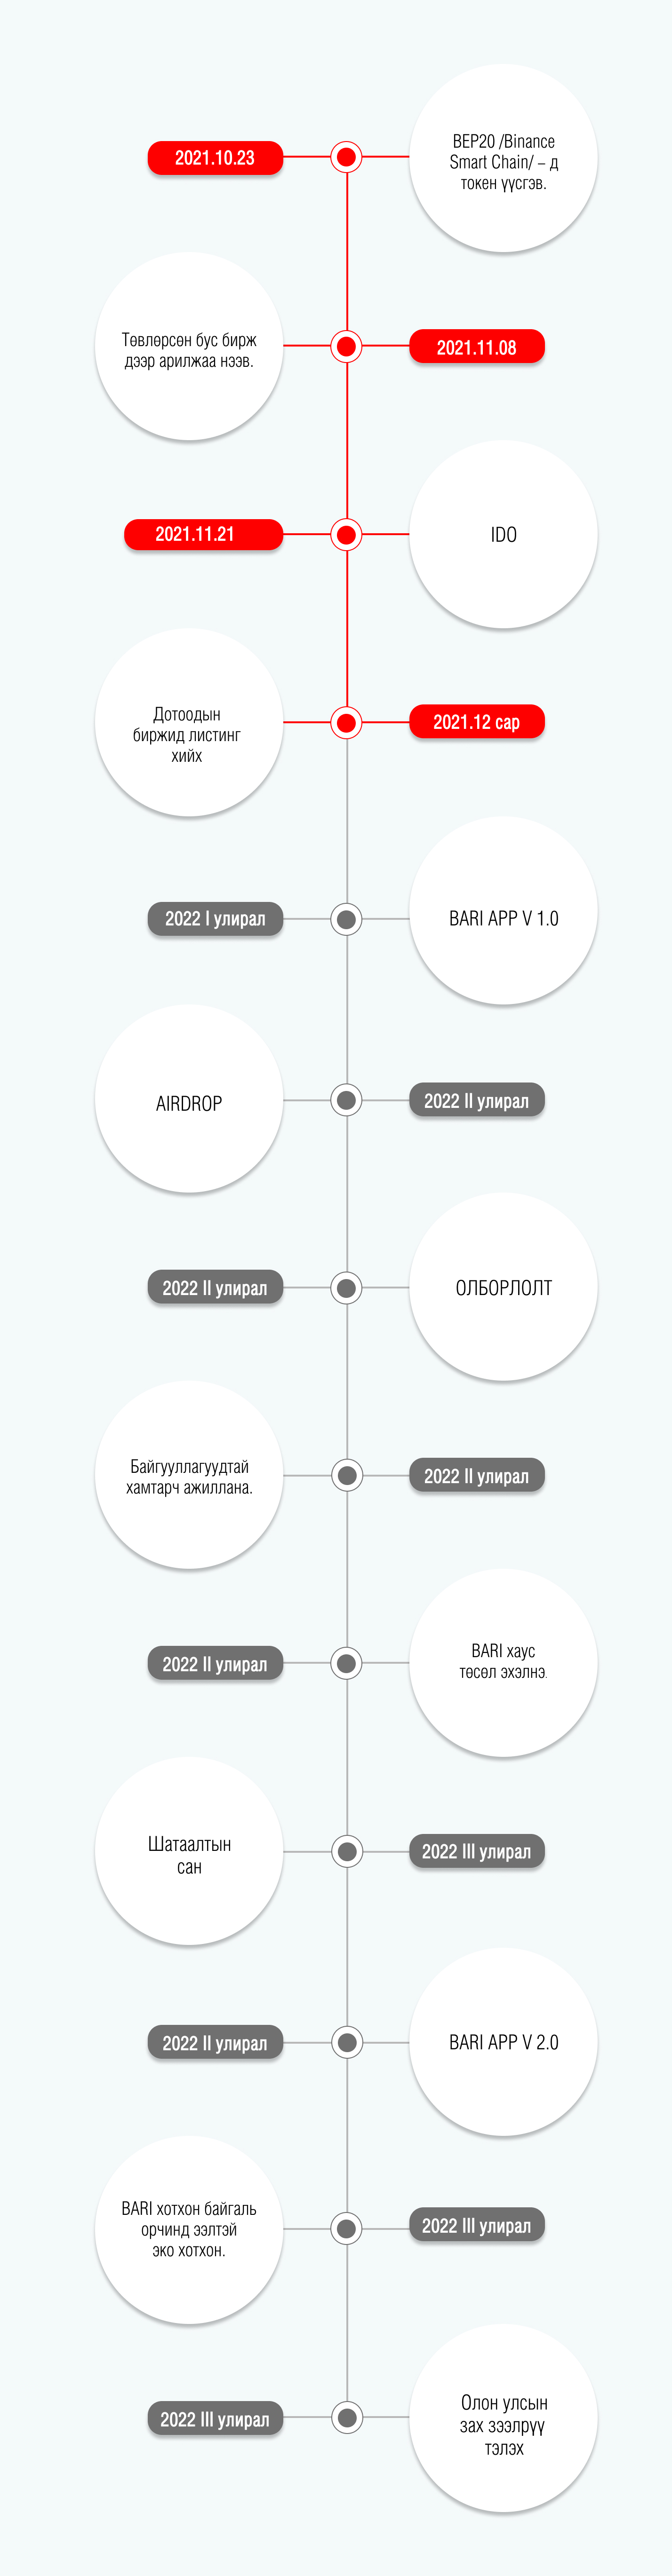 2021.10.23
BEP20 /Binance
Smart Chain/ – д
токен үүсгэв.
Төвлөрсөн бус бирж
дээр арилжаа нээв.
2021.11.08
2021.11.21
IDO
Дотоодын
биржид листинг
хийх
2021.12 сар
2022 I улирал
BARI APP V 1.0
AIRDROP
2022 II улирал
2022 II улирал
ОЛБОРЛОЛТ
Байгууллагуудтай
хамтарч ажиллана.
2022 II улирал
2022 II улирал
BARI хаус
төсөл эхэлнэ.
Шатаалтын
сан
2022 III улирал
2022 II улирал
BARI APP V 2.0
BARI хотхон байгаль
орчинд ээлтэй
эко хотхон.
2022 III улирал
2022 III улирал
Олон улсын
зах зээлрүү
тэлэх